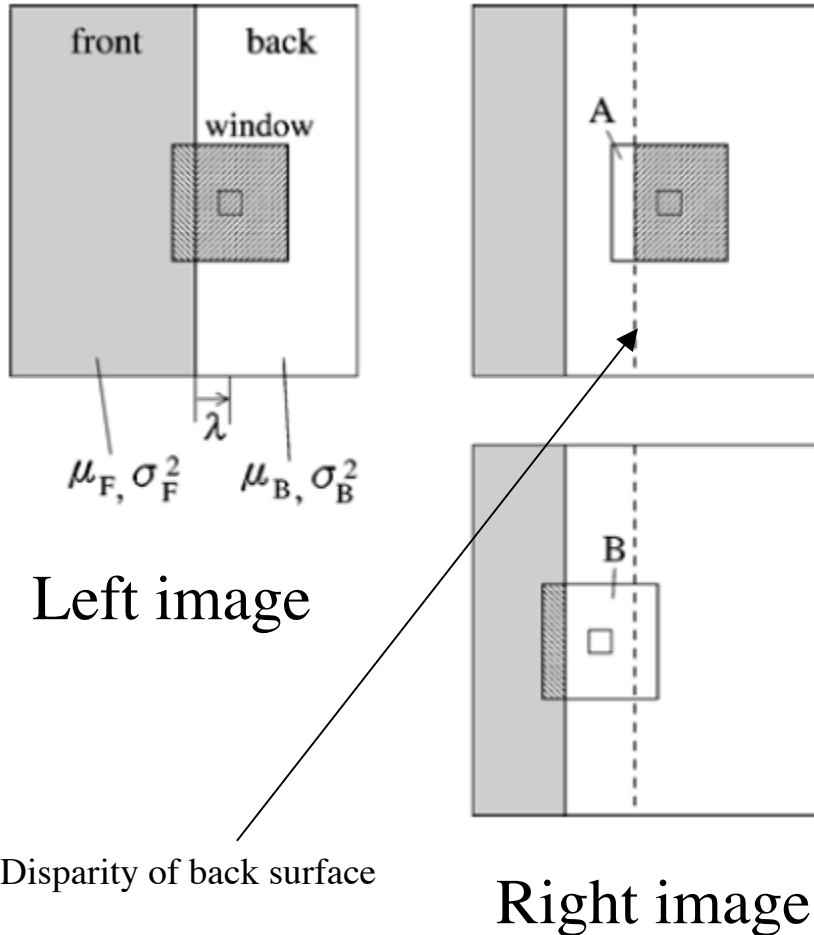 front back
window
λ
μF, σ²F μB, σ²B
Left image
A
B
Disparity of back surface
Right image